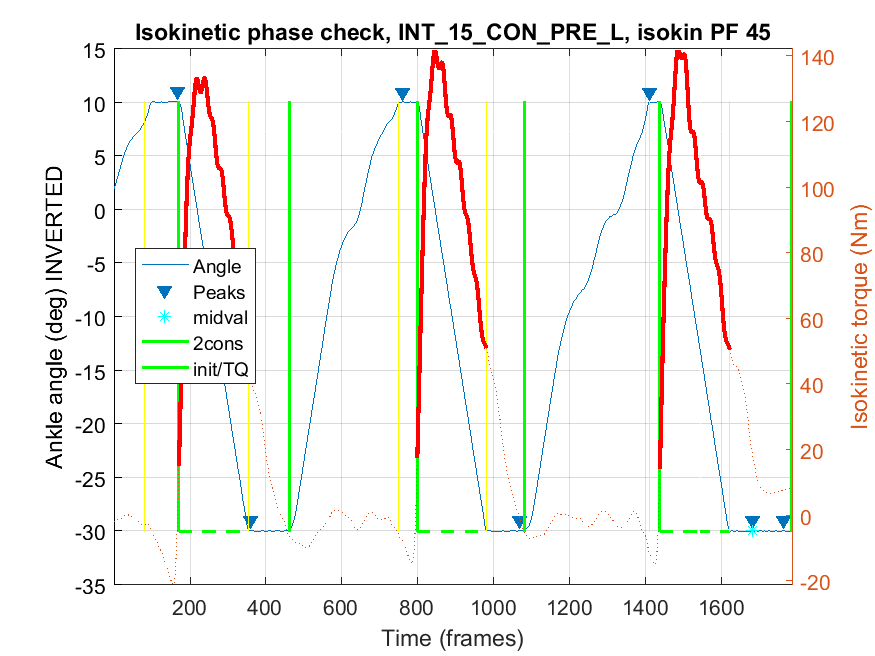 Isokinetic phase check, INT_15_CON_PRE_L, isokin PF 45
15
10
5
0
-5
-10
-15
-20
-25
-30
-35
Ankle angle (deg) INVERTED
140
120
100
80
60
40
20
0
-20
Isokinetic torque (Nm)
Angle
Peaks
midval
2cons
init/TQ
200 400 600 800 1000 1200 1400 1600
Time (frames)